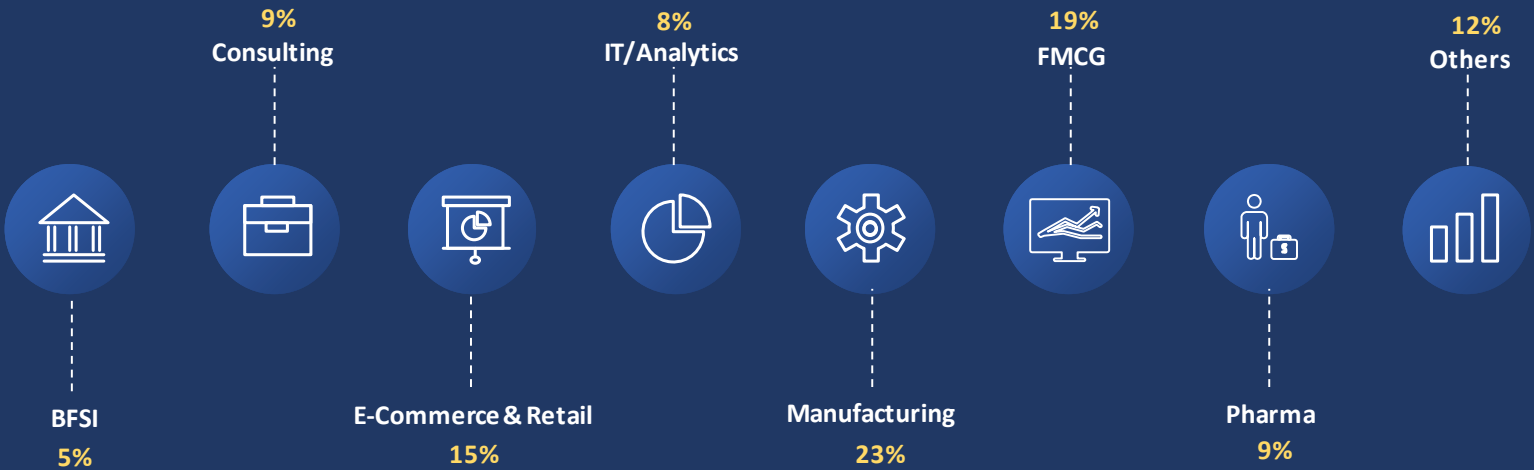 9%
Consulting
8%
IT/Analytics
19%
FMCG
12%
Others
$
BFSI
5%
E-Commerce & Retail
15%
Manufacturing
23%
Pharma
9%